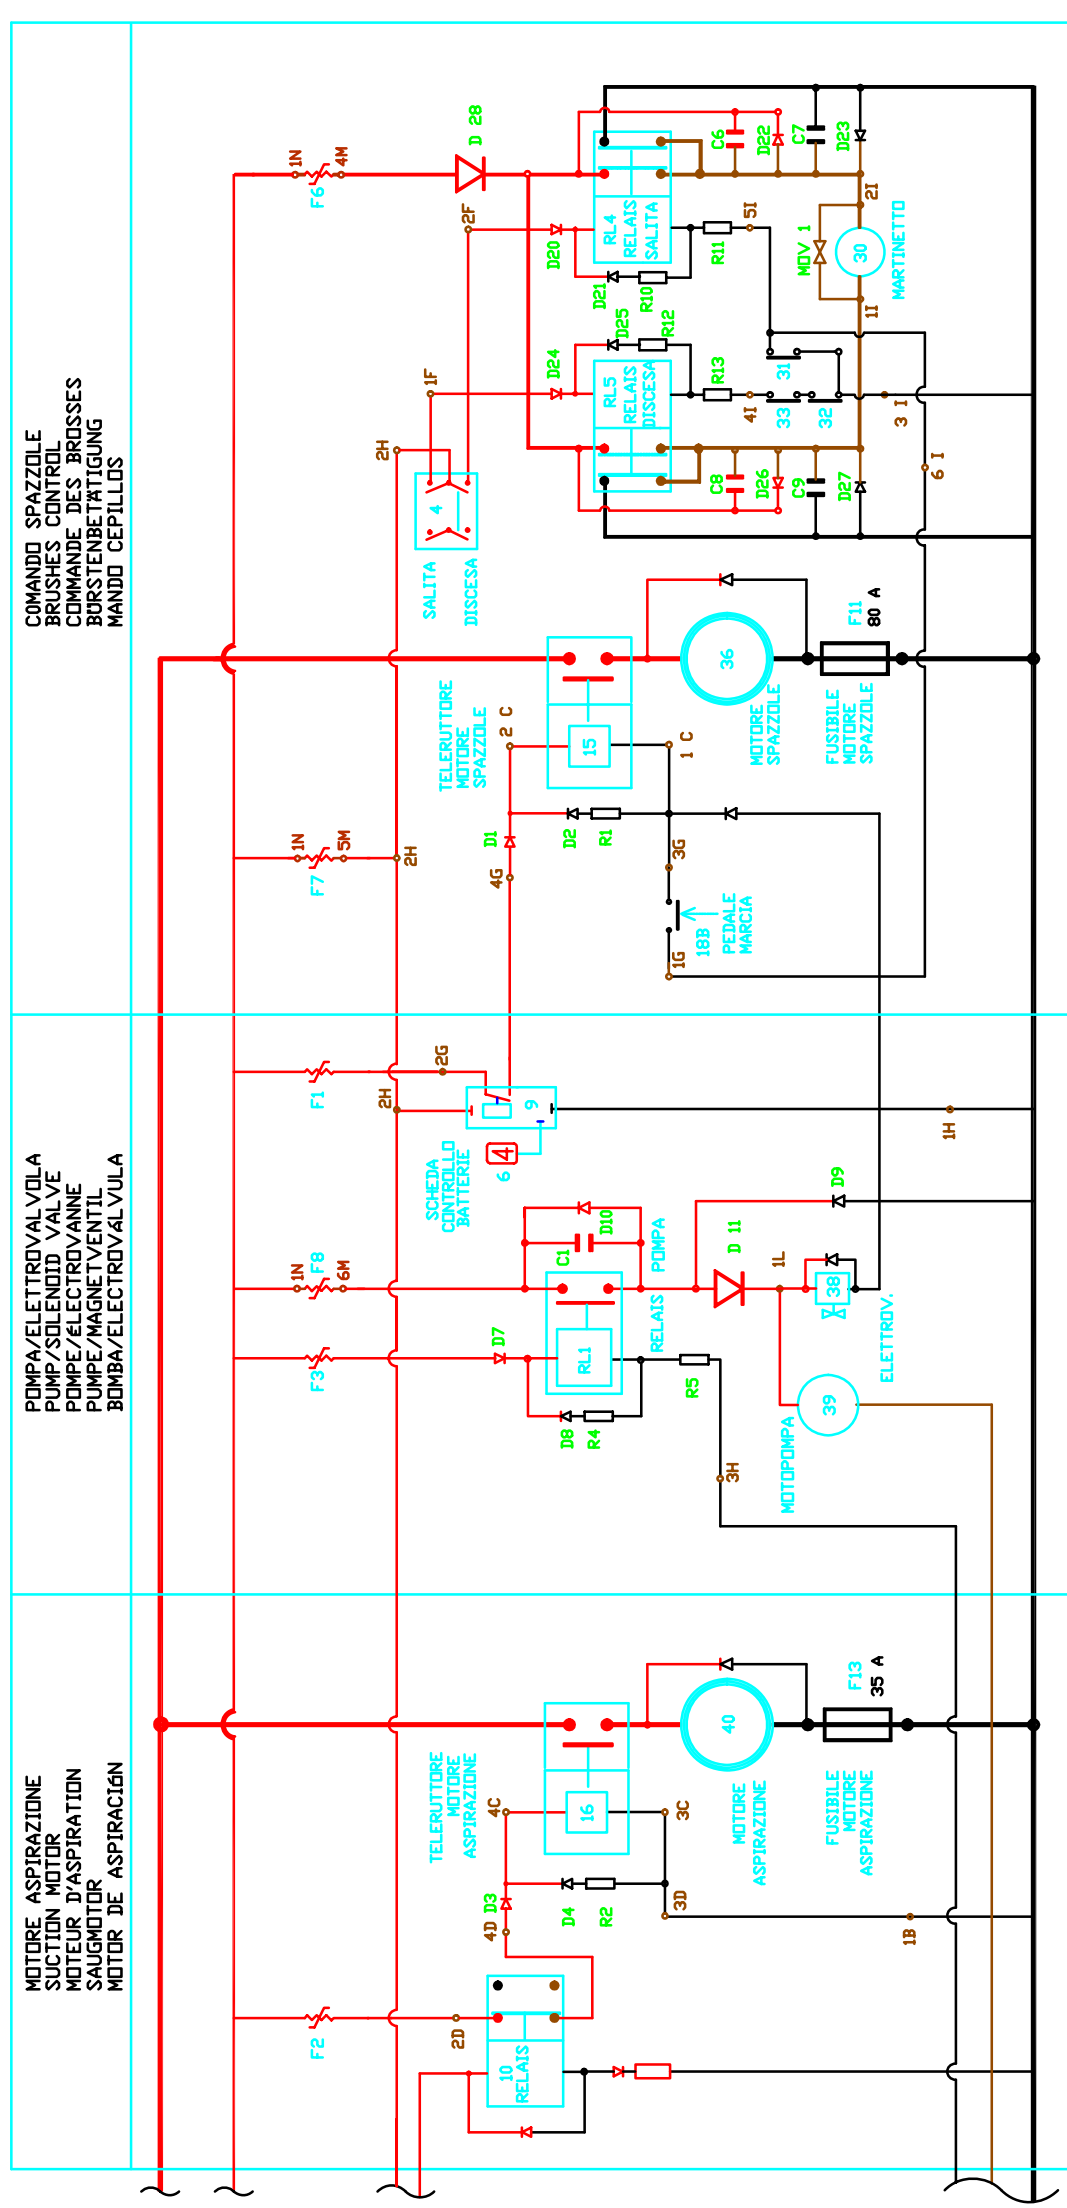 MOTORE ASPIRAZIONE
SUCTION MOTOR
MOTEUR D'ASPIRATION
SAUGMOTOR
MOTOR DE ASPIRACIÓN
POMPA/ELETTROVALVOLA
PUMP/SOLENOID VALVE
POMPE/ÉLECTROVANNE
PUMPE/MAGNETVENTIL
BOMBA/ELECTROVÁLVULA
COMANDO SPAZZOLE
BRUSHES CONTROL
COMMANDE DES BROSSES
BÜRSTENBETÄTIGUNG
MANDO CEPILLOS
F2
2D
10
RELAIS
4D
D3
4C
D4
R2
3D
3C
1B
TELERUTTORE
MOTORE
ASPIRAZIONE
16
40
MOTORE
ASPIRAZIONE
F13
35 A
FUSIBILE
MOTORE
ASPIRAZIONE
F3
1N
F8
6M
D7
D8
R4
RL1
C1
D10
RELAIS POMPA
R5
3H
D 11
1L
D9
38
ELETTROV.
39
MOTOPOMPA
F1
2H
2G
SCHEDA
CONTROLLO
BATTERIE
6
4
9
1H
1N
F7
5M
2H
4G
D1
2 C
D2
R1
3G
1 C
1G
18B
PEDALE
MARCIA
TELERUTTORE
MOTORE
SPAZZOLE
15
36
MOTORE
SPAZZOLE
F11
80 A
FUSIBILE
MOTORE
SPAZZOLE
2H
1F
2F
4
SALITA
DISCESA
1N
F6
4M
D 28
D20
D21
R10
RL4
RELAIS
SALITA
R11
5I
D24
D25
R12
RL5
RELAIS
DISCESA
R13
4I
C6
D22
C7
D23
C8
D26
C9
D27
31
33
32
3 I
6 I
MOV 1
2I
30
1I
MARTINETTO